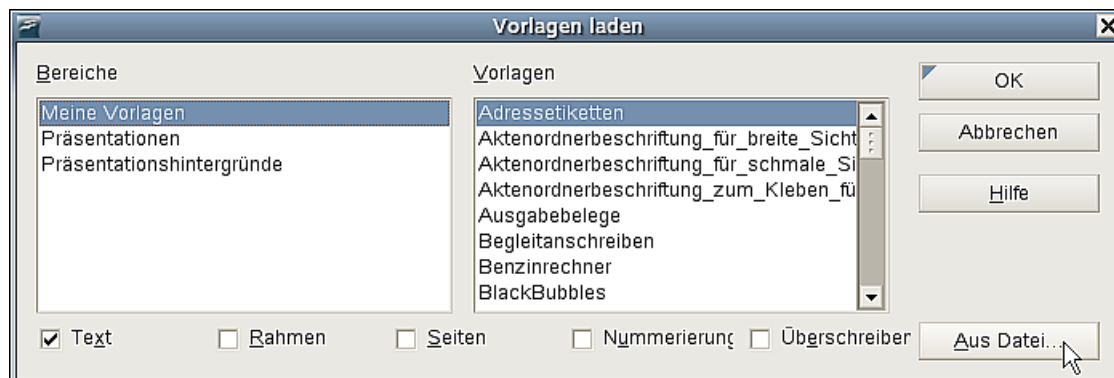 Vorlagen laden
Bereiche
Meine Vorlagen
Präsentationen
Präsentationshintergründe
Vorlagen
Adressetiketten
Aktenordnerbeschriftung_für_breite_Sicht
Aktenordnerbeschriftung_für_schmale_Si
Aktenordnerbeschriftung_zum_Kleben_fü
Ausgabebelege
Begleitanschreiben
Benzinrechner
BlackBubbles
OK
Abbrechen
Hilfe
Text Rahmen Seiten Nummerierung Überschreiben Aus Datei...